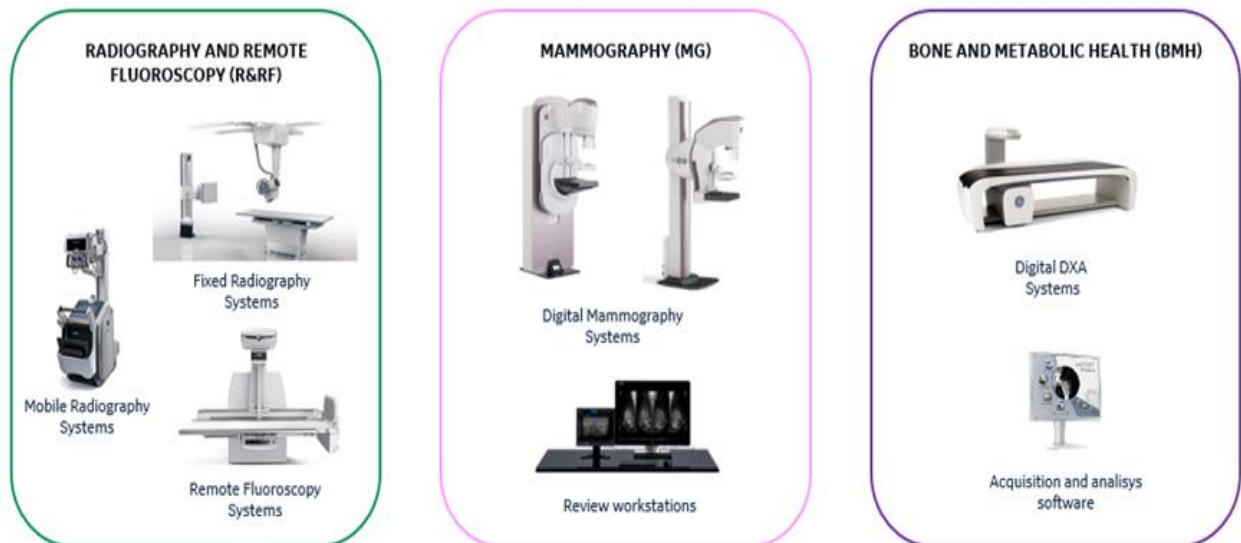 RADIOGRAPHY AND REMOTE
FLUOROSCOPY (R&RF)
Fixed Radiography
Systems
Mobile Radiography
Systems
Remote Fluoroscopy
Systems
MAMMOGRAPHY (MG)
Digital Mammography
Systems
Review workstations
BONE AND METABOLIC HEALTH (BMH)
Digital DXA
Systems
Acquisition and analisys
software